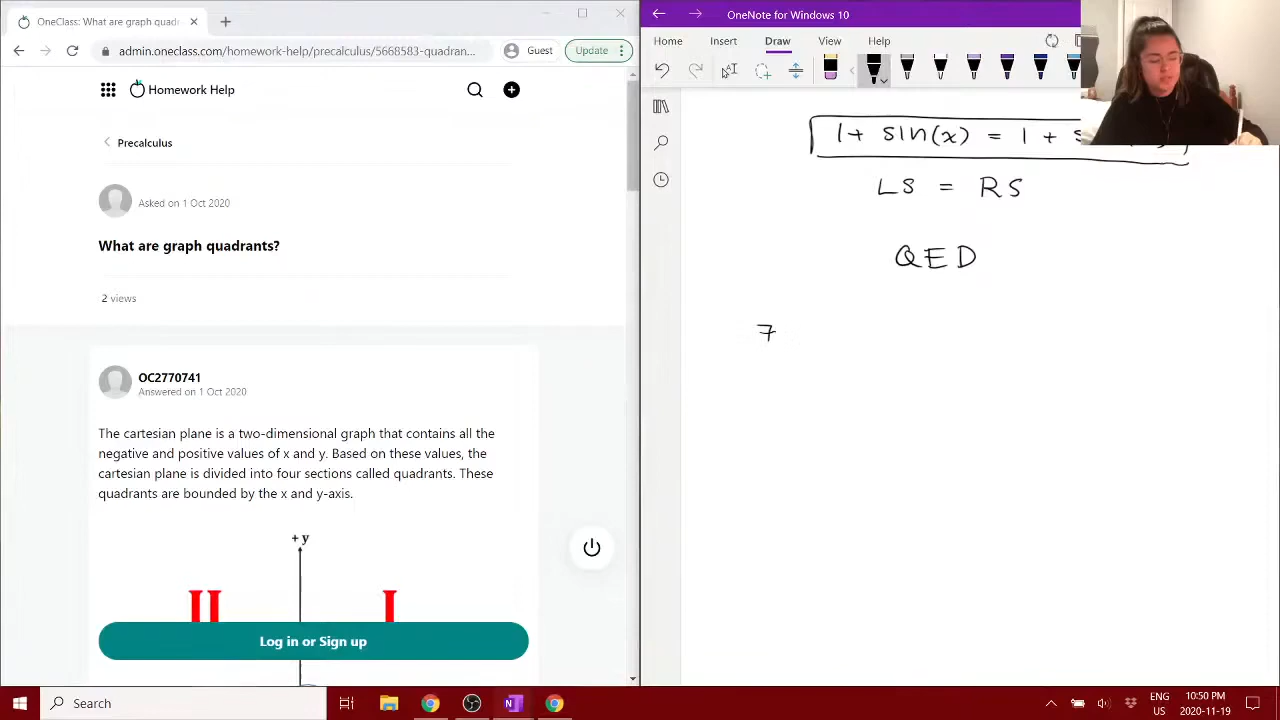 OneClass: What are graph quadr
Guest
Update
admin.oneclass.com/homework-help/precalculus/5668583-quadran...
Homework Help
Precalculus
Asked on 1 Oct 2020
What are graph quadrants?
2 views
OC2770741
Answered on 1 Oct 2020
The cartesian plane is a two-dimensional graph that contains all the
negative and positive values of x and y. Based on these values, the
cartesian plane is divided into four sections called quadrants. These
quadrants are bounded by the x and y-axis.
+ y
II I
Log in or Sign up
OneNote for Windows 10
Home Insert Draw View Help
1 + sin(x) = 1 + s
LS = RS
QED
7
Search
ENG
US
10:50 PM
2020-11-19